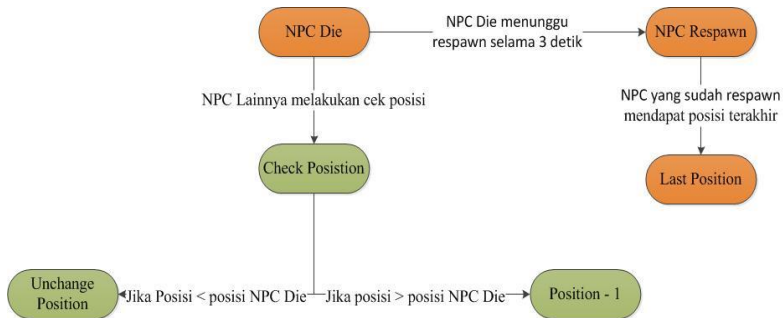 NPC Die
NPC Die menunggu
respawn selama 3 detik
NPC Respawn
NPC Lainnya melakukan cek posisi
NPC yang sudah respawn
mendapat posisi terakhir
Check Posistion
Last Position
Unchange
Position
Jika Posisi < posisi NPC Die
Jika posisi > posisi NPC Die
Position - 1